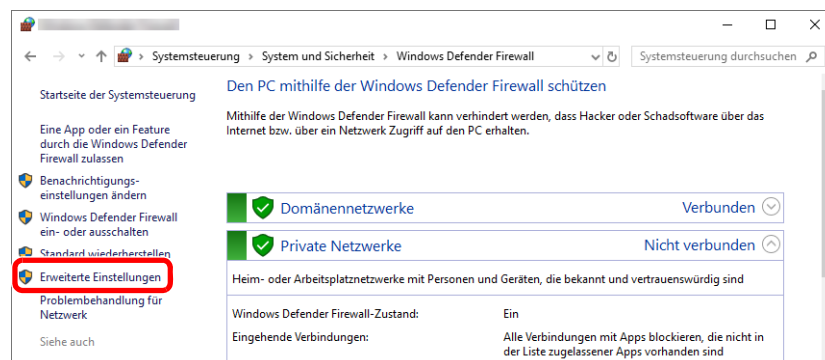 Systemsteuerung > System und Sicherheit > Windows Defender Firewall
Systemsteuerung durchsuchen
Startseite der Systemsteuerung
Eine App oder ein Feature
durch die Windows Defender
Firewall zulassen
Benachrichtigungs-
einstellungen ändern
Windows Defender Firewall
ein- oder ausschalten
Standard wiederherstellen
Erweiterte Einstellungen
Problembehandlung für
Netzwerk
Siehe auch
Den PC mithilfe der Windows Defender Firewall schützen
Mithilfe der Windows Defender Firewall kann verhindert werden, dass Hacker oder Schadsoftware über das
Internet bzw. über ein Netzwerk Zugriff auf den PC erhalten.
Domänennetzwerke Verbunden
Private Netzwerke Nicht verbunden
Heim- oder Arbeitsplatznetzwerke mit Personen und Geräten, die bekannt und vertrauenswürdig sind
Windows Defender Firewall-Zustand: Ein
Eingehende Verbindungen: Alle Verbindungen mit Apps blockieren, die nicht in
der Liste zugelassener Apps vorhanden sind